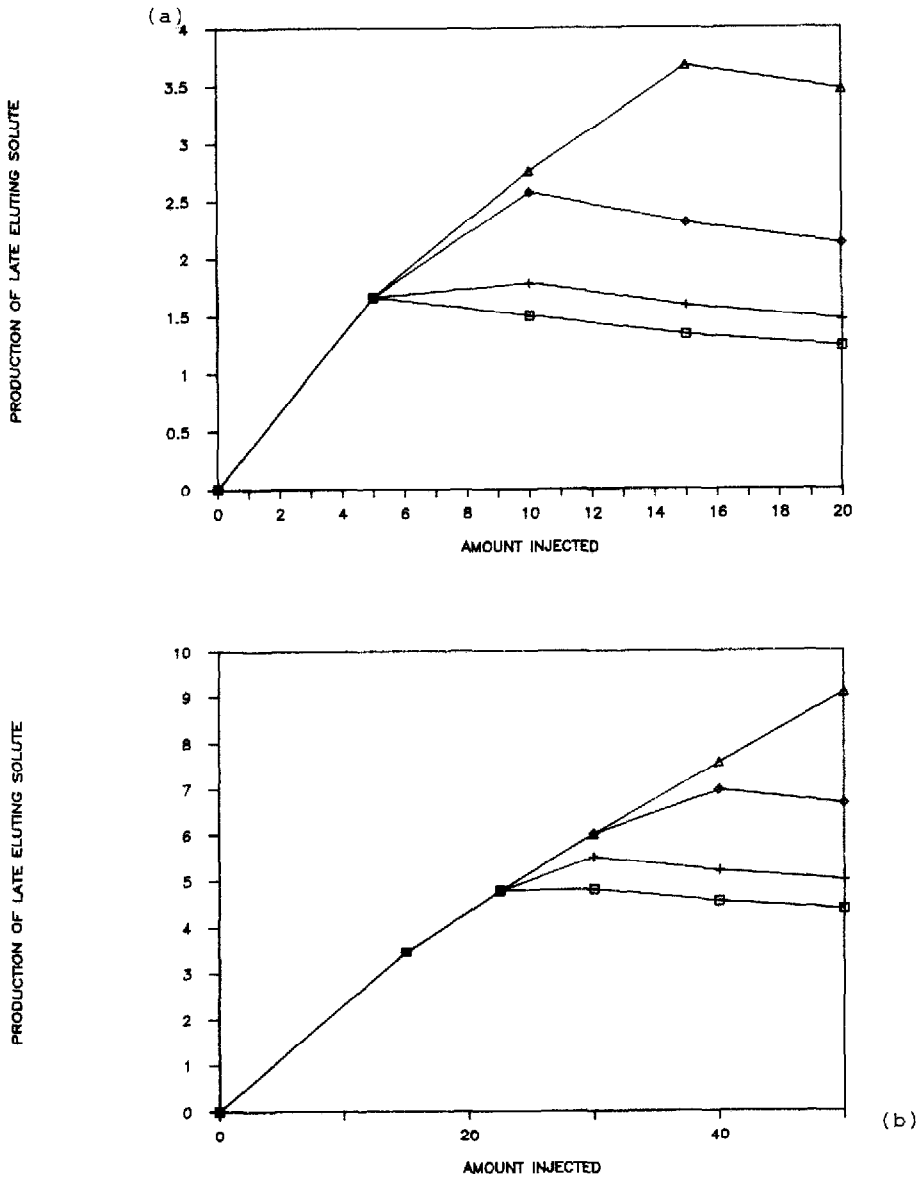 (a)
4
3.5
3
2.5
2
1.5
1
0.5
0
0 2 4 6 8 10 12 14 16 18 20
PRODUCTION OF LATE ELUTING SOLUTE
AMOUNT INJECTED
10
9
8
7
6
5
4
3
2
1
0
0 20 40
PRODUCTION OF LATE ELUTING SOLUTE
AMOUNT INJECTED
(b)